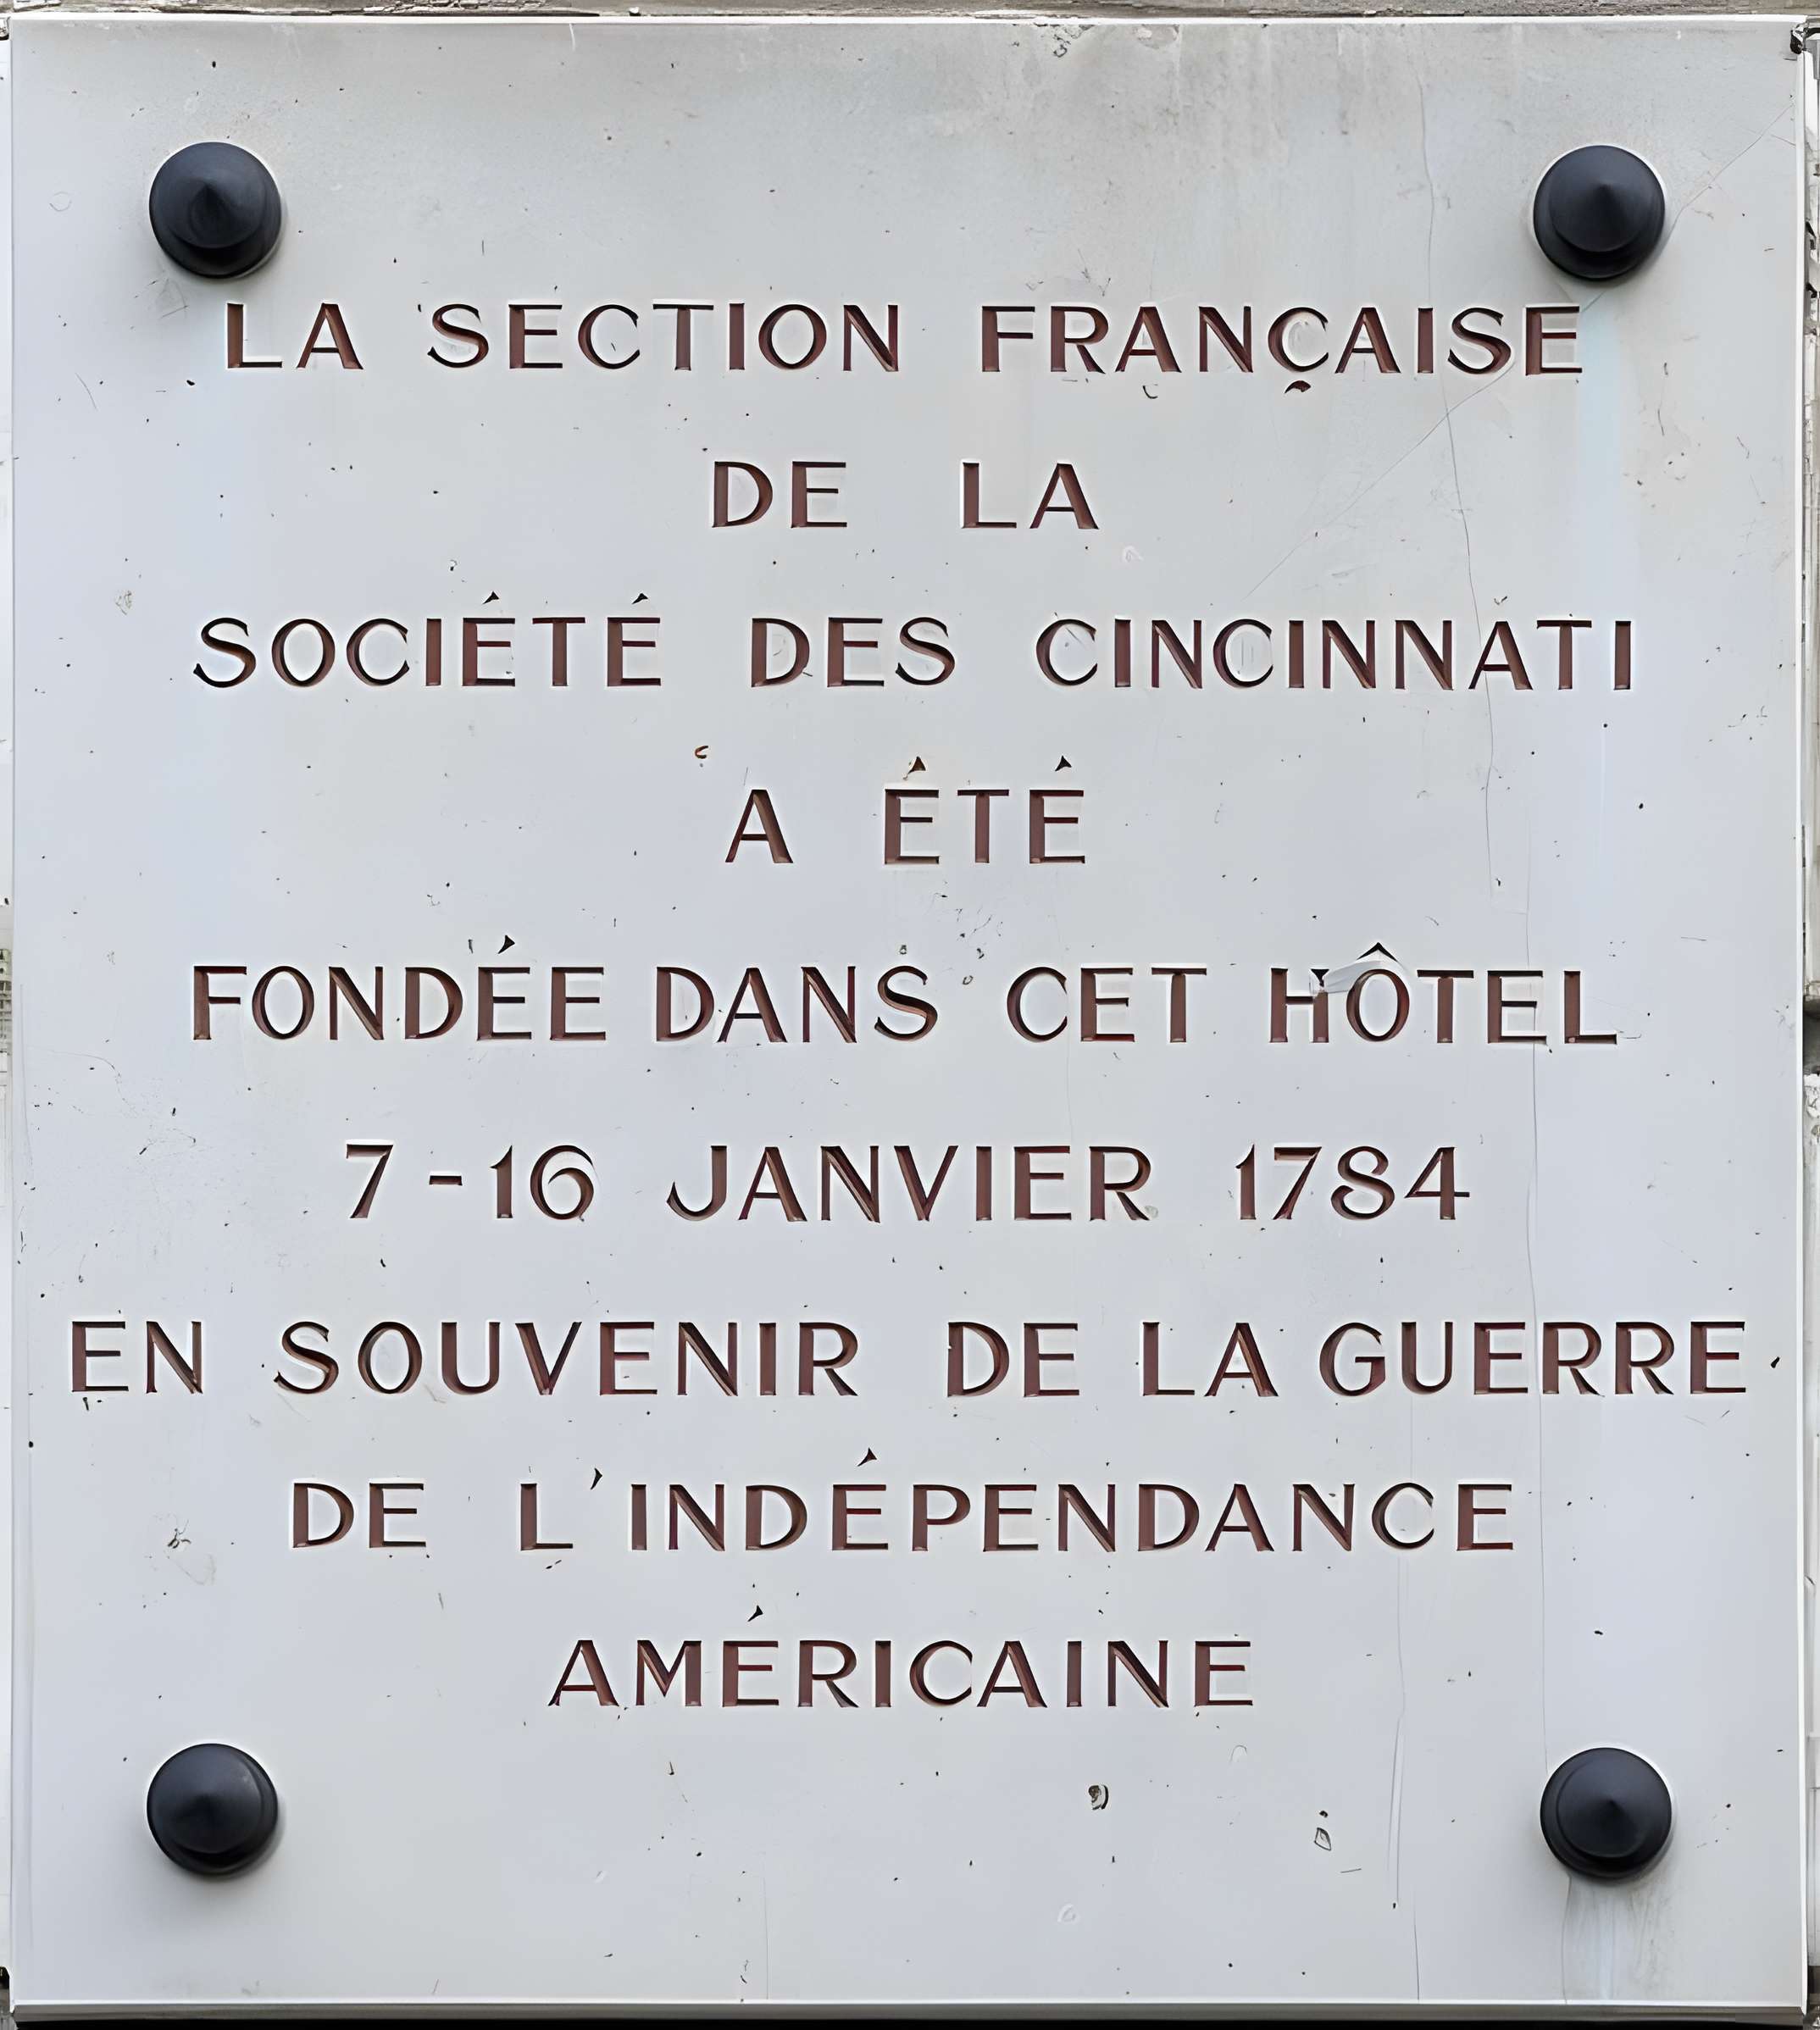 LA SECTION FRANÇAISE
DE LA
SOCIÉTÉ DES CINCINNATI
A ÉTÉ
FONDÉE DANS CET HÔTEL
7-16 JANVIER 1784
EN SOUVENIR DE LA GUERRE
DE L'INDÉPENDANCE
AMÉRICAINE